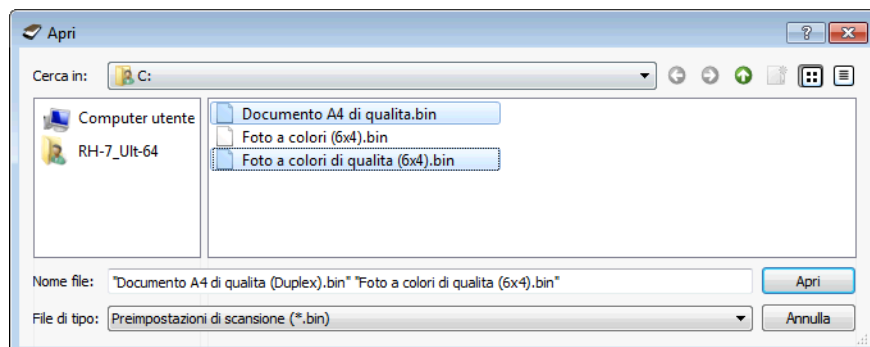 Apri
Cerca in: C:
Computer utente
RH-7_Ult-64
Documento A4 di qualita.bin
Foto a colori (6x4).bin
Foto a colori di qualita (6x4).bin
Nome file: "Documento A4 di qualita (Duplex).bin" "Foto a colori di qualita (6x4).bin" Apri
File di tipo: Preimpostazioni di scansione (*.bin) Annulla